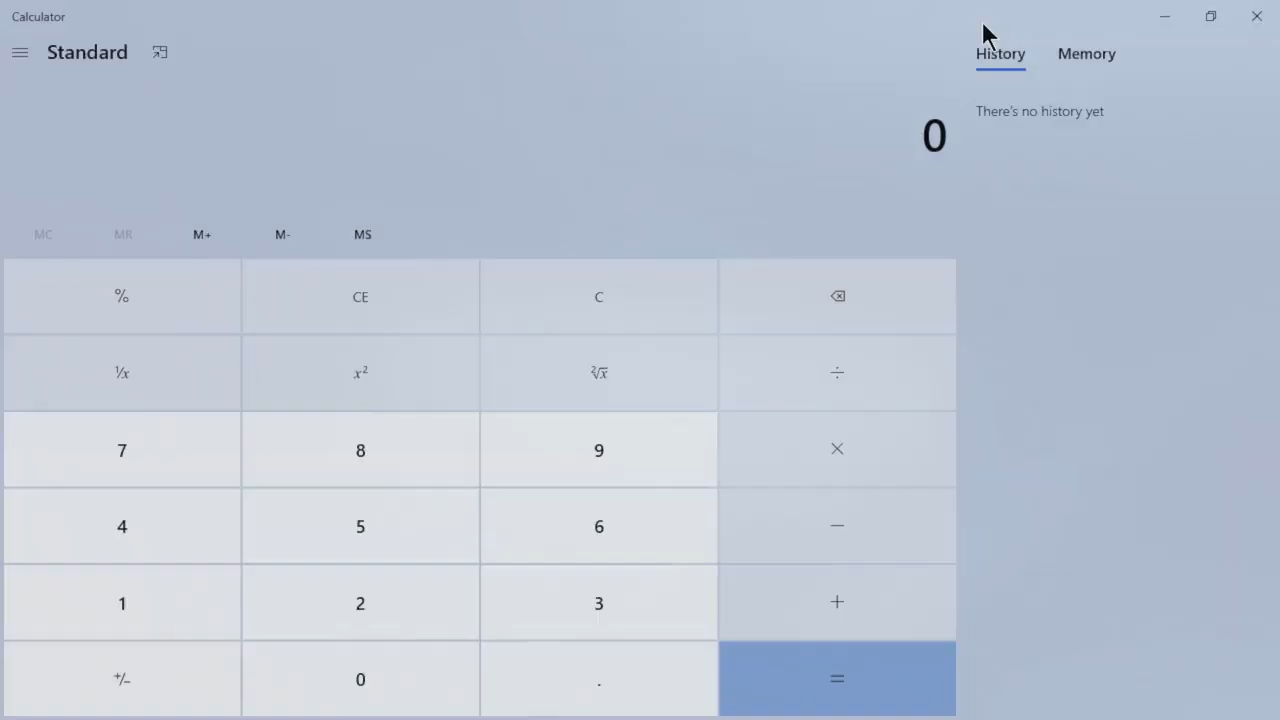 Calculator
Standard
History Memory
There's no history yet
0
MC MR M+ M- MS
% CE C
¹/x x² ²√x ÷
7 8 9 ×
4 5 6 −
1 2 3 +
+/− 0 . =